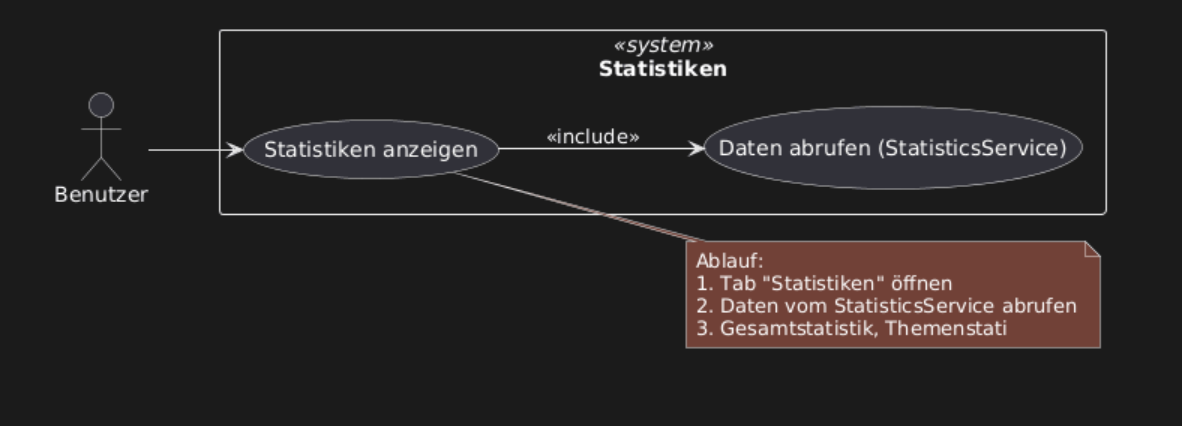 «system»
Statistiken
Benutzer
Statistiken anzeigen
«include»
Daten abrufen (StatisticsService)
Ablauf:
1. Tab "Statistiken" öffnen
2. Daten vom StatisticsService abrufen
3. Gesamtstatistik, Themenstati